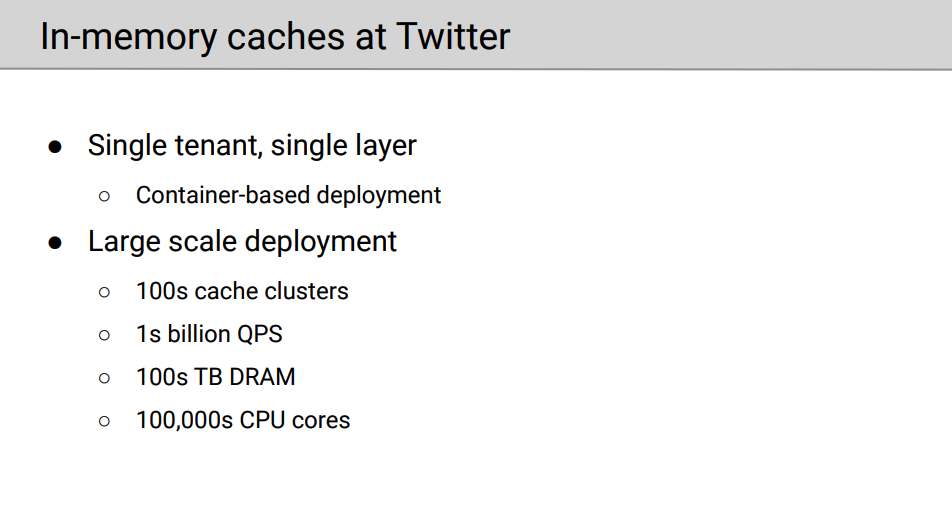 In-memory caches at Twitter
● Single tenant, single layer
○ Container-based deployment
● Large scale deployment
○ 100s cache clusters
○ 1s billion QPS
○ 100s TB DRAM
○ 100,000s CPU cores